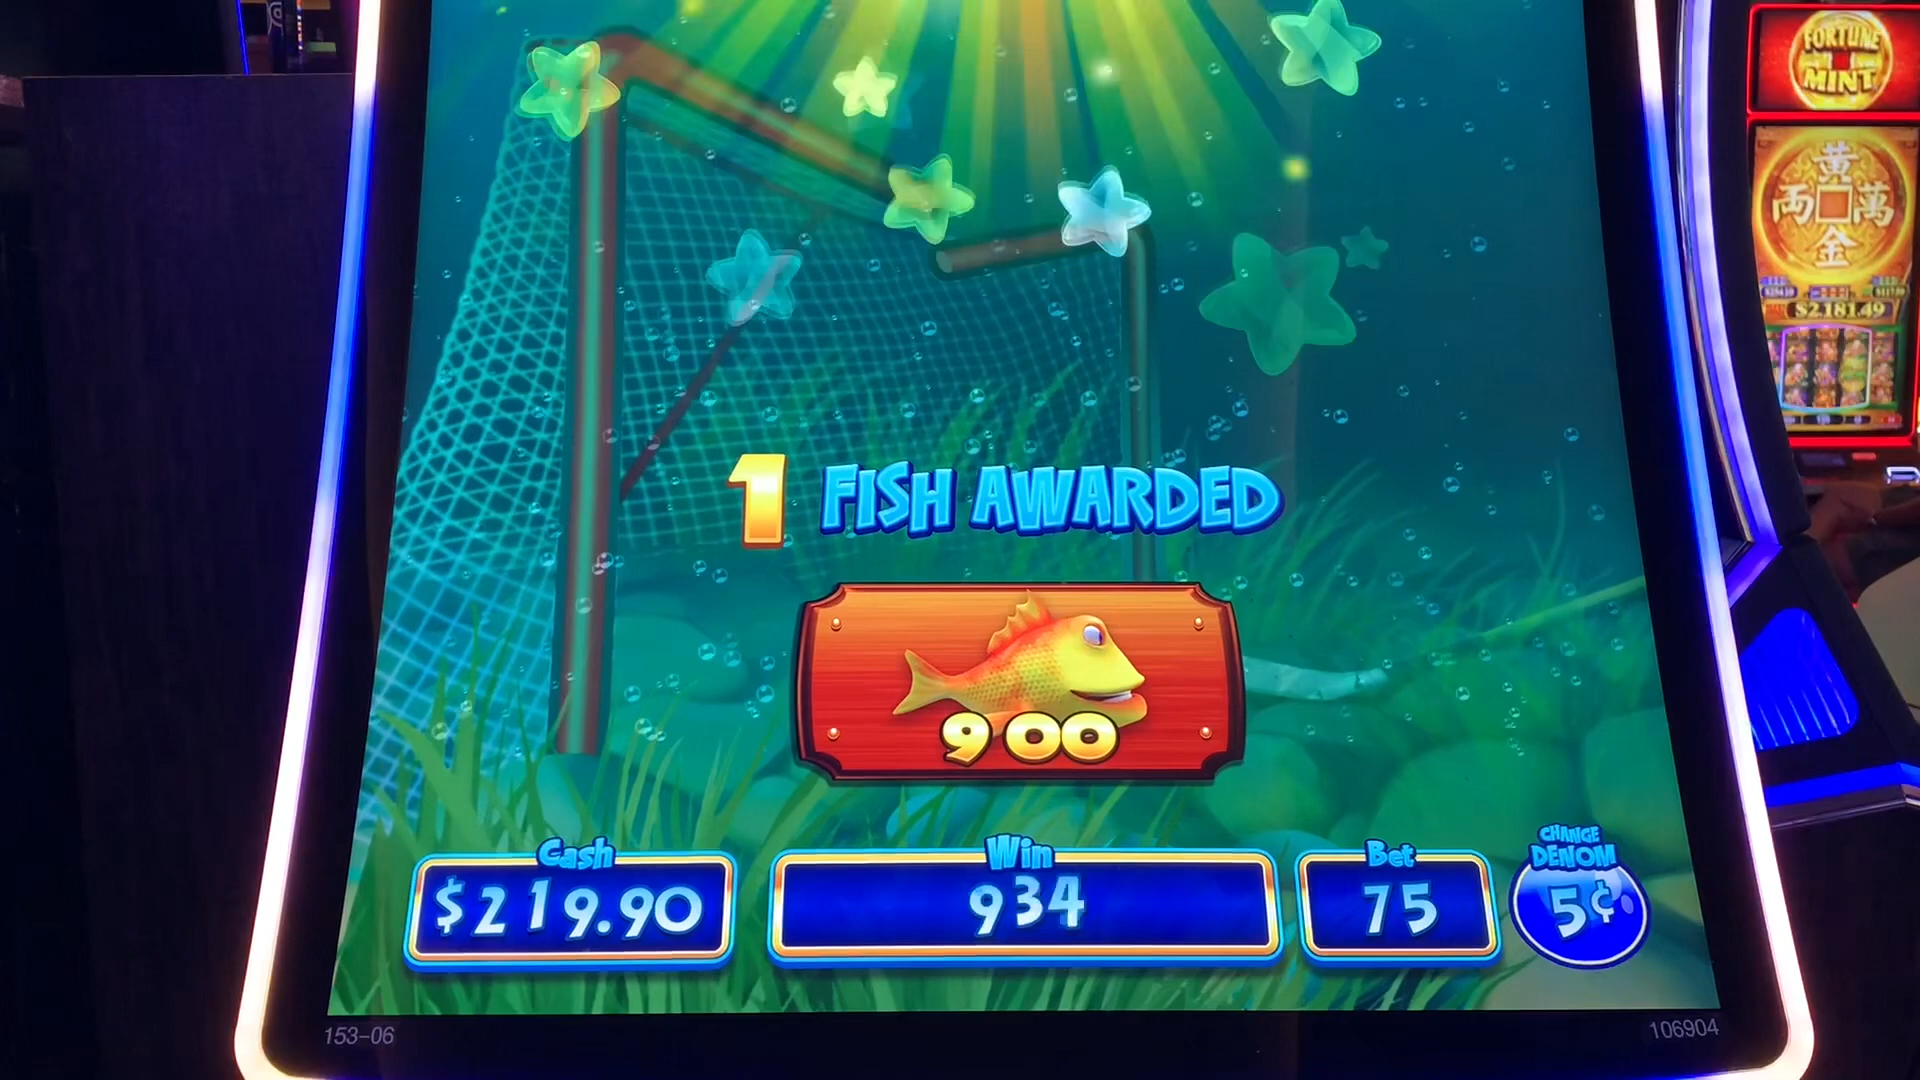 FORTUNE
MINT
黄
両 萬
金
$2,181.49
1 FISH AWARDED
900
Cash
$219.90
Win
934
Bet
75
CHANGE
DENOM
5¢
153-06
106904